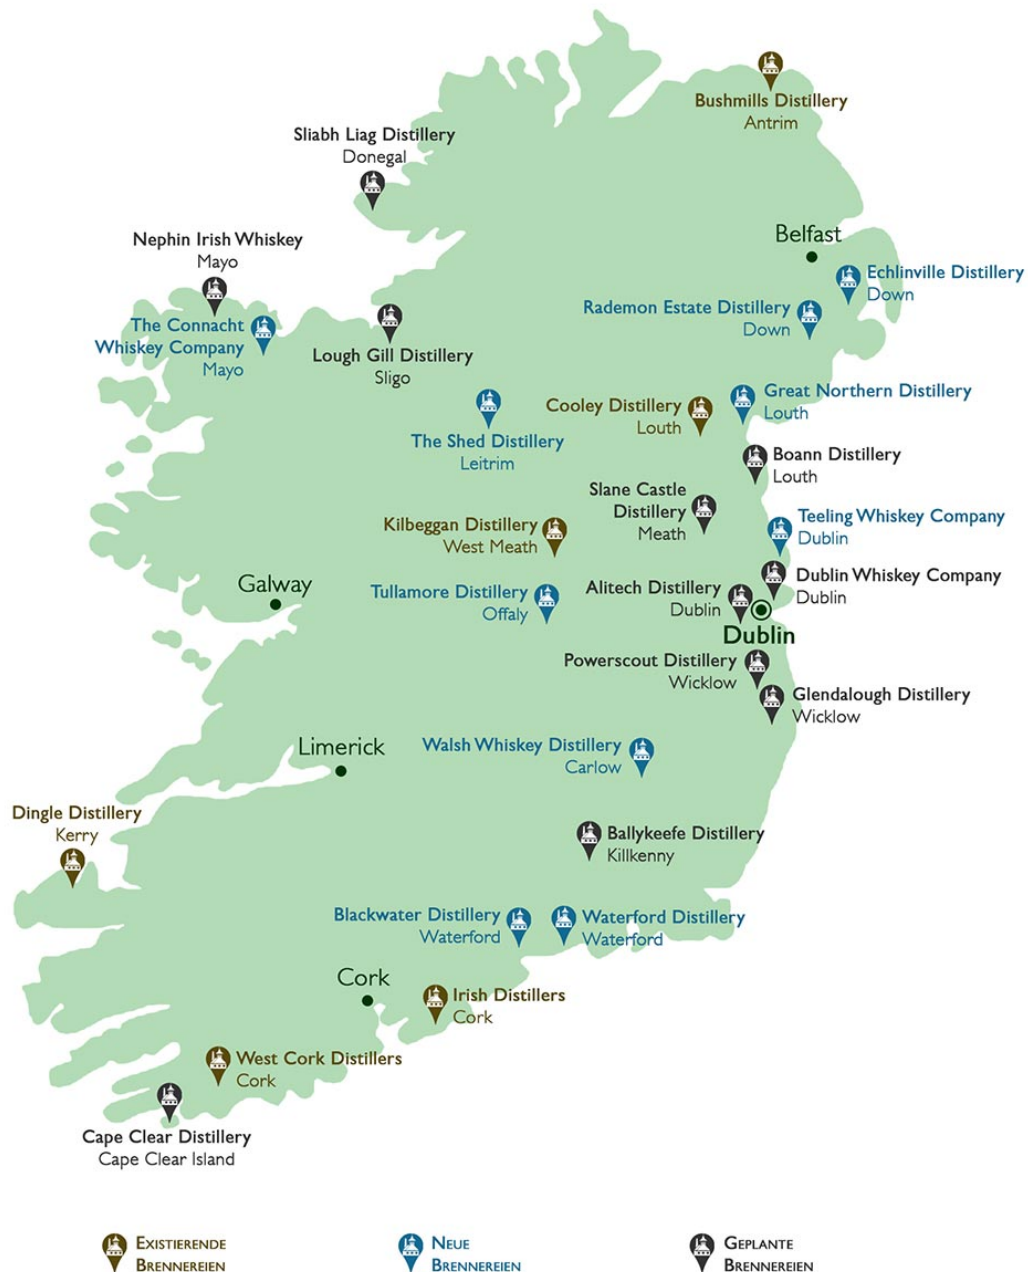 Bushmills Distillery
Antrim
Sliabh Liag Distillery
Donegal
Belfast
Nephin Irish Whiskey
Mayo
Echlinville Distillery
Down
Rademon Estate Distillery
Down
The Connacht
Whiskey Company
Mayo
Lough Gill Distillery
Sligo
Great Northern Distillery
Louth
Cooley Distillery
Louth
The Shed Distillery
Leitrim
Boann Distillery
Louth
Slane Castle
Distillery
Meath
Teeling Whiskey Company
Dublin
Kilbeggan Distillery
West Meath
Dublin Whiskey Company
Dublin
Galway
Tullamore Distillery
Offaly
Alitech Distillery
Dublin
Dublin
Powerscout Distillery
Wicklow
Glendalough Distillery
Wicklow
Limerick
Walsh Whiskey Distillery
Carlow
Dingle Distillery
Kerry
Ballykeefe Distillery
Killkenny
Blackwater Distillery
Waterford
Waterford Distillery
Waterford
Cork
Irish Distillers
Cork
West Cork Distillers
Cork
Cape Clear Distillery
Cape Clear Island
EXISTIERENDE
BRENNEREIEN
NEUE
BRENNEREIEN
GEPLANTE
BRENNEREIEN